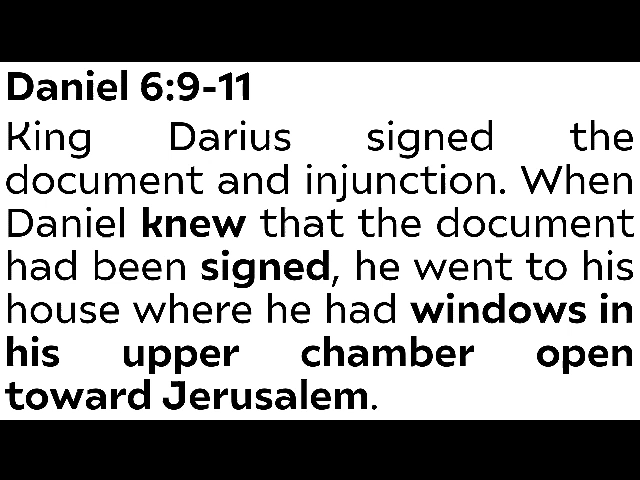 Daniel 6:9-11
King Darius signed the
document and injunction. When
Daniel knew that the document
had been signed, he went to his
house where he had windows in
his upper chamber open
toward Jerusalem.